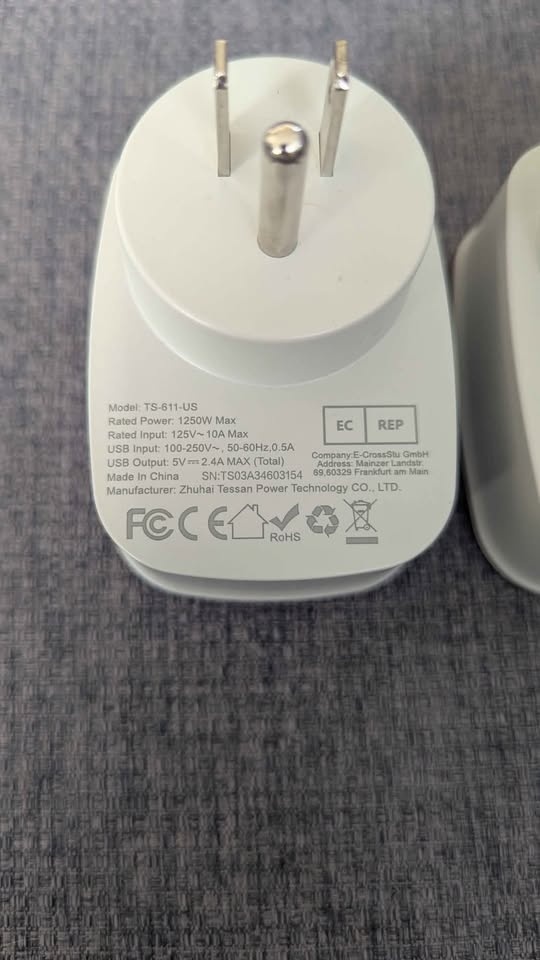 Model: TS-611-US
Rated Power: 1250W Max
Rated Input: 125V~10A Max
USB Input: 100-250V~, 50-60Hz,0.5A
USB Output: 5V⎓2.4A MAX (Total)
Made In China SN:TS03A34603154
Manufacturer: Zhuhai Tessan Power Technology CO., LTD.
EC REP
Company:E-CrossStu GmbH
Address: Mainzer Landstr.
69,60329 Frankfurt am Main
FC CE RoHS